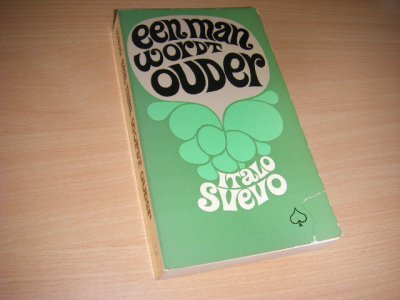 een man
wordt
ouder
italo
svevo